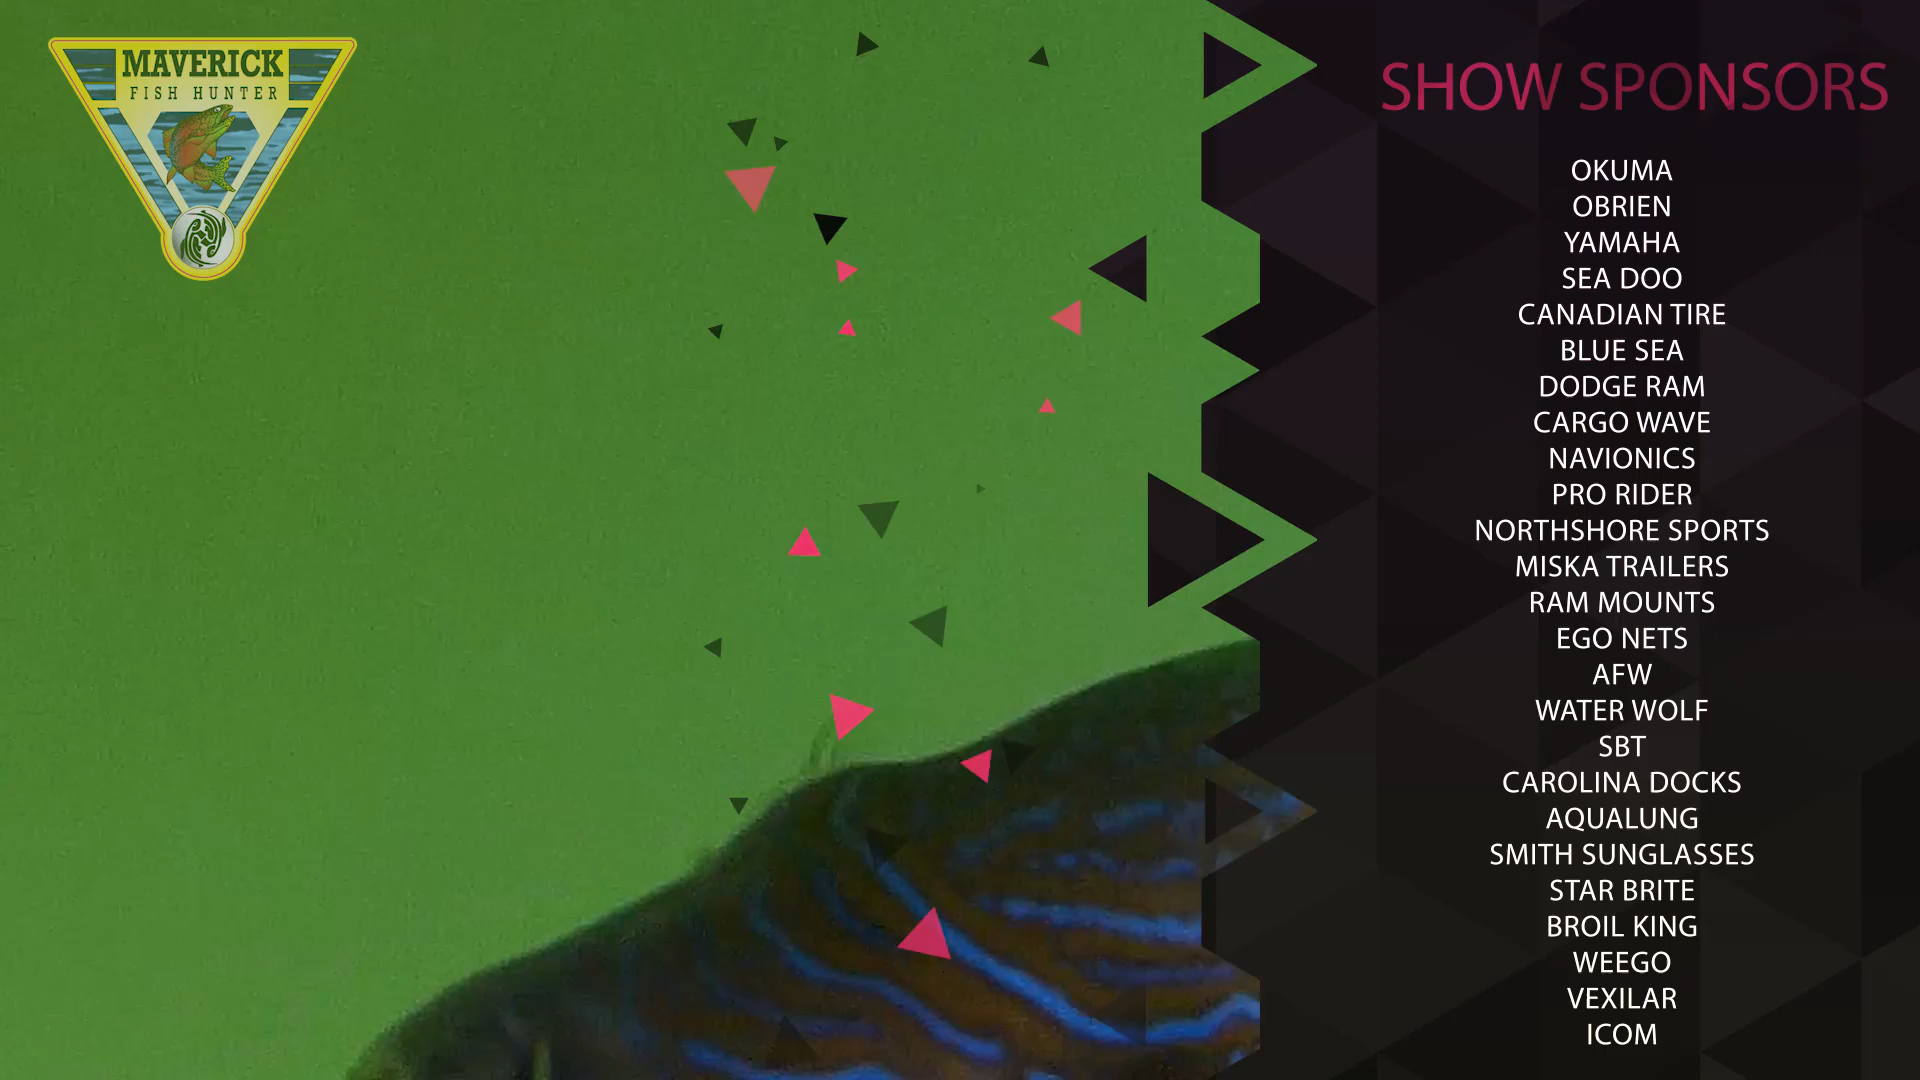 MAVERICK
FISH HUNTER
SHOW SPONSORS
OKUMA
OBRIEN
YAMAHA
SEA DOO
CANADIAN TIRE
BLUE SEA
DODGE RAM
CARGO WAVE
NAVIONICS
PRO RIDER
NORTHSHORE SPORTS
MISKA TRAILERS
RAM MOUNTS
EGO NETS
AFW
WATER WOLF
SBT
CAROLINA DOCKS
AQUALUNG
SMITH SUNGLASSES
STAR BRITE
BROIL KING
WEEGO
VEXILAR
ICOM